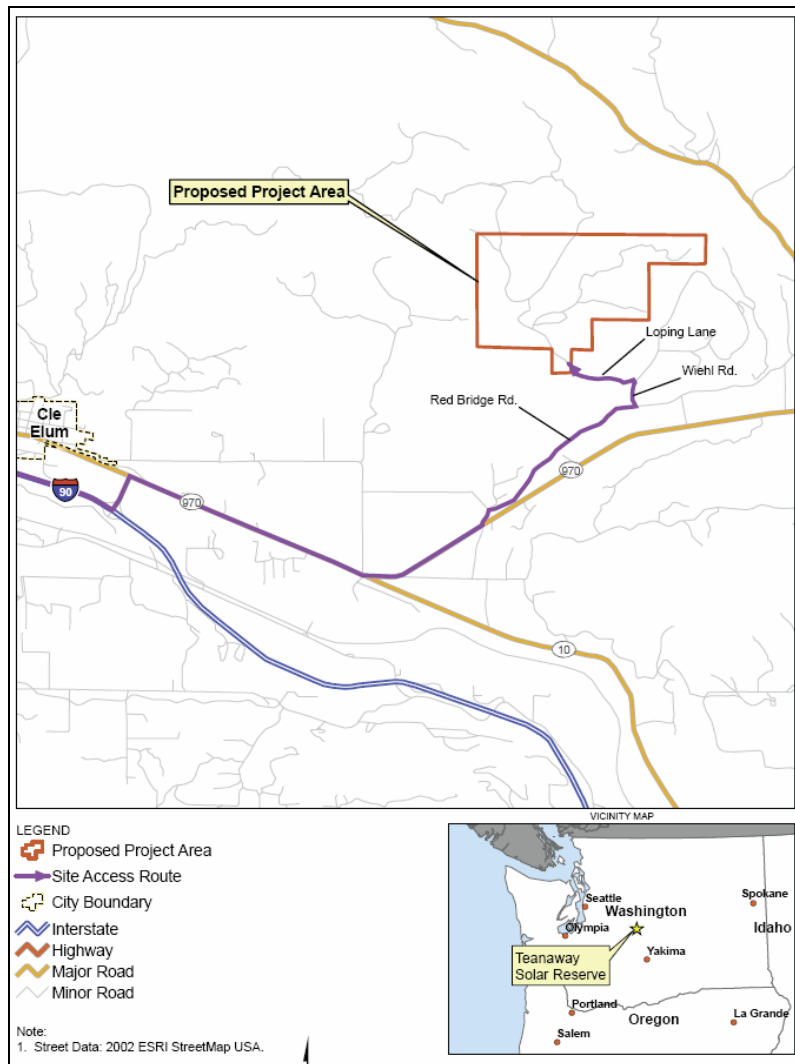 Proposed Project Area
Loping Lane
Wiehl Rd.
Red Bridge Rd.
Cle
Elum
90
970
970
10
LEGEND
Proposed Project Area
Site Access Route
City Boundary
Interstate
Highway
Major Road
Minor Road
Note:
1. Street Data: 2002 ESRI StreetMap USA.
VICINITY MAP
Seattle
Spokane
Washington
Idaho
Olympia
Teanaway
Solar Reserve
Yakima
Portland
Oregon
La Grande
Salem